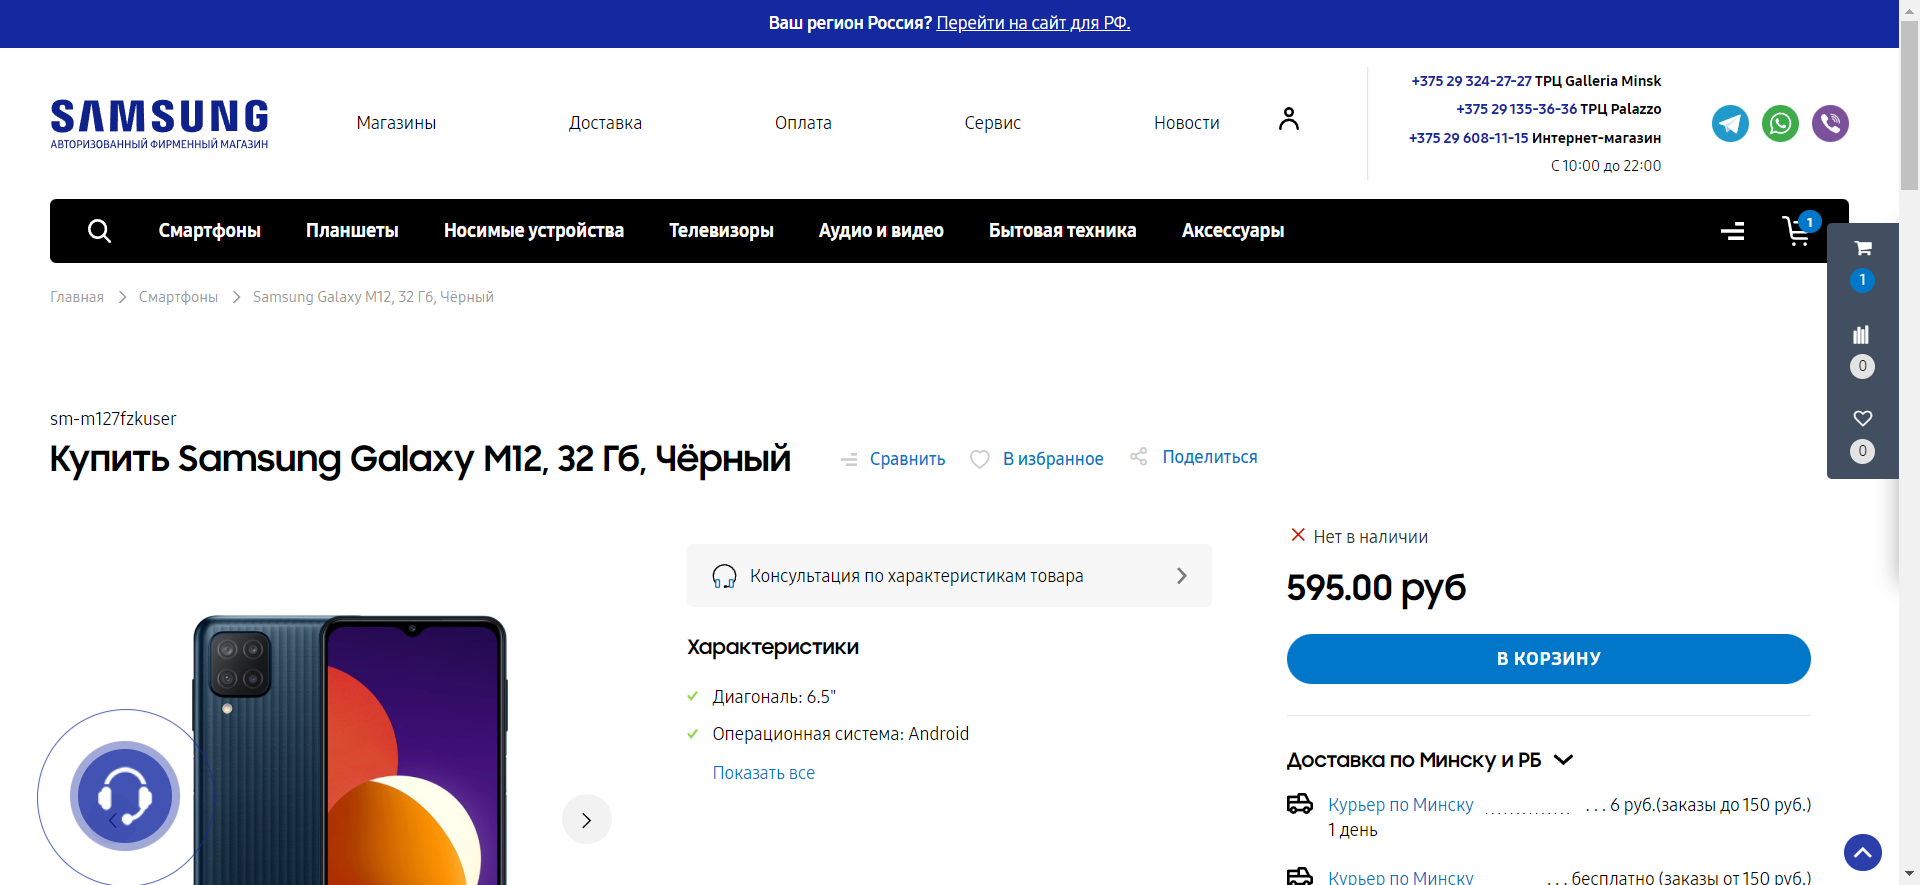 Ваш регион Россия? Перейти на сайт для РФ.
SAMSUNG
АВТОРИЗОВАННЫЙ ФИРМЕННЫЙ МАГАЗИН
Магазины
Доставка
Оплата
Сервис
Новости
+375 29 324-27-27 ТРЦ Galleria Minsk
+375 29 135-36-36 ТРЦ Palazzo
+375 29 608-11-15 Интернет-магазин
С 10:00 до 22:00
Смартфоны
Планшеты
Носимые устройства
Телевизоры
Аудио и видео
Бытовая техника
Аксессуары
1
1
0
0
Главная
Смартфоны
Samsung Galaxy M12, 32 Гб, Чёрный
sm-m127fzkuser
Купить Samsung Galaxy M12, 32 Гб, Чёрный
Сравнить
В избранное
Поделиться
Консультация по характеристикам товара
Характеристики
Диагональ: 6.5"
Операционная система: Android
Показать все
Нет в наличии
595.00 руб
В КОРЗИНУ
Доставка по Минску и РБ
Курьер по Минску ............... . . . 6 руб.(заказы до 150 руб.)
1 день
Курьер по Минску . . . бесплатно (заказы от 150 руб.)